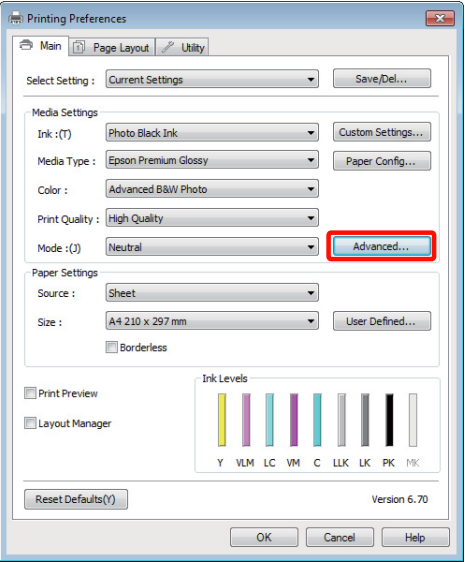 Printing Preferences
Main Page Layout Utility
Select Setting : Current Settings Save/Del...
Media Settings
Ink :(T) Photo Black Ink Custom Settings...
Media Type : Epson Premium Glossy Paper Config...
Color : Advanced B&W Photo
Print Quality : High Quality
Mode :(J) Neutral Advanced...
Paper Settings
Source : Sheet
Size : A4 210 x 297 mm User Defined...
Borderless
Ink Levels
Print Preview
Layout Manager
Y VLM LC VM C LLK LK PK MK
Reset Defaults(Y) Version 6.70
OK Cancel Help